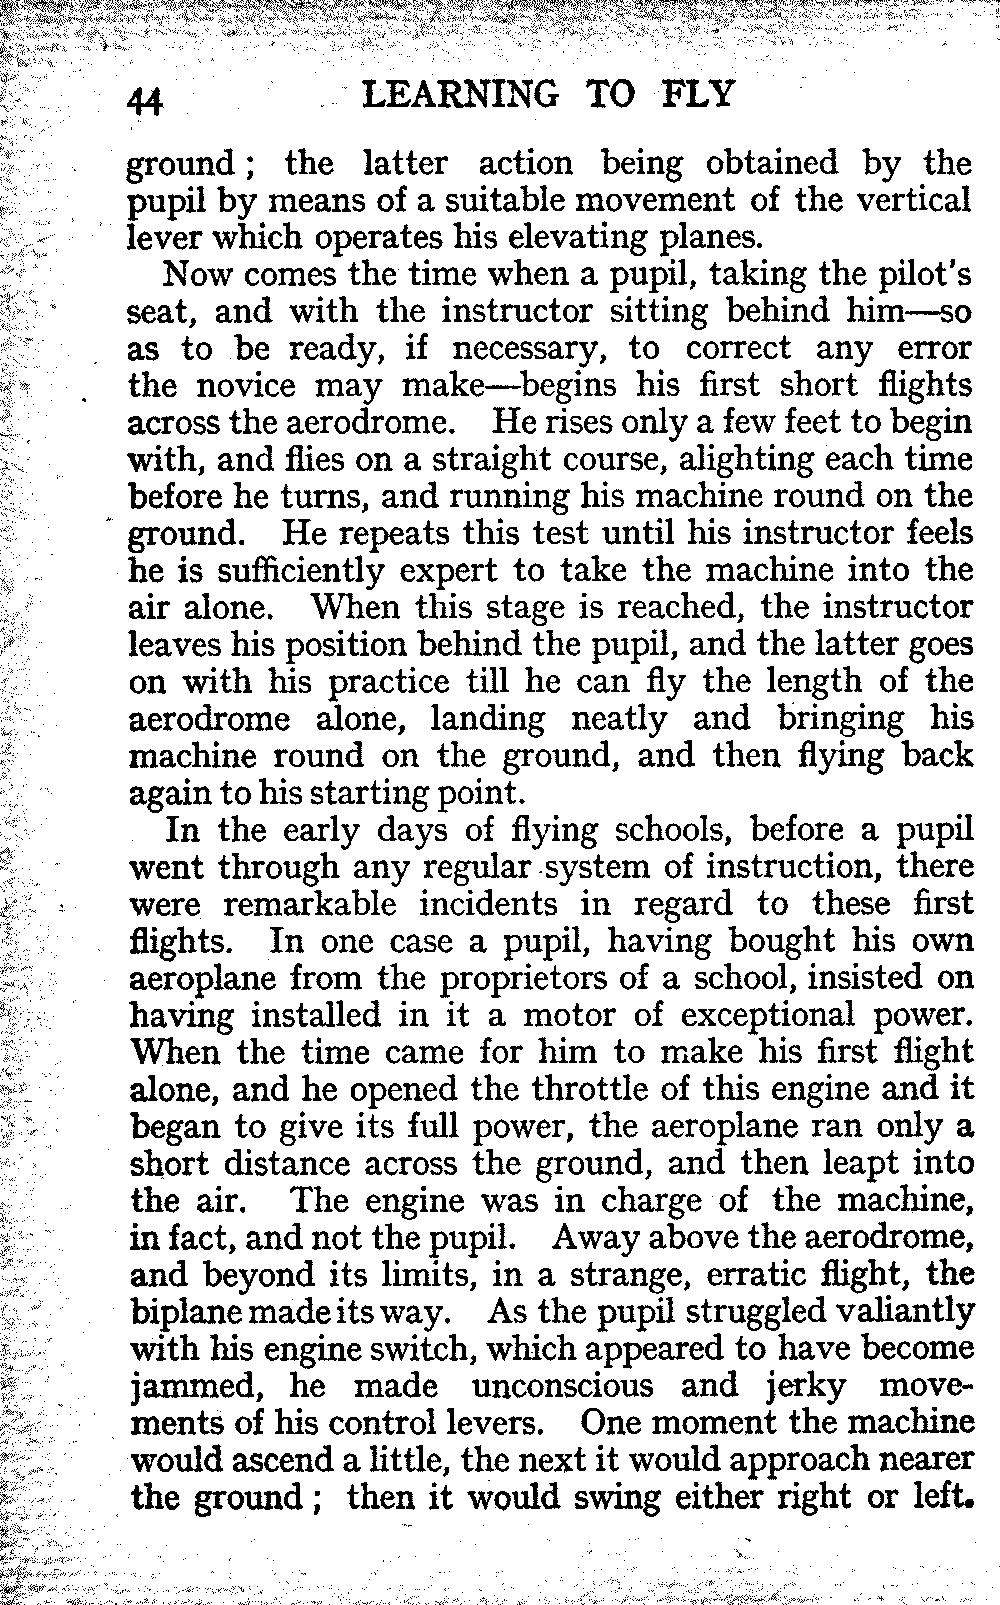 44 LEARNING TO FLY
ground ; the latter action being obtained by the
pupil by means of a suitable movement of the vertical
lever which operates his elevating planes.
Now comes the time when a pupil, taking the pilot's
seat, and with the instructor sitting behind him—so
as to be ready, if necessary, to correct any error
the novice may make—begins his first short flights
across the aerodrome. He rises only a few feet to begin
with, and flies on a straight course, alighting each time
before he turns, and running his machine round on the
ground. He repeats this test until his instructor feels
he is sufficiently expert to take the machine into the
air alone. When this stage is reached, the instructor
leaves his position behind the pupil, and the latter goes
on with his practice till he can fly the length of the
aerodrome alone, landing neatly and bringing his
machine round on the ground, and then flying back
again to his starting point.
In the early days of flying schools, before a pupil
went through any regular system of instruction, there
were remarkable incidents in regard to these first
flights. In one case a pupil, having bought his own
aeroplane from the proprietors of a school, insisted on
having installed in it a motor of exceptional power.
When the time came for him to make his first flight
alone, and he opened the throttle of this engine and it
began to give its full power, the aeroplane ran only a
short distance across the ground, and then leapt into
the air. The engine was in charge of the machine,
in fact, and not the pupil. Away above the aerodrome,
and beyond its limits, in a strange, erratic flight, the
biplane made its way. As the pupil struggled valiantly
with his engine switch, which appeared to have become
jammed, he made unconscious and jerky move-
ments of his control levers. One moment the machine
would ascend a little, the next it would approach nearer
the ground ; then it would swing either right or left.